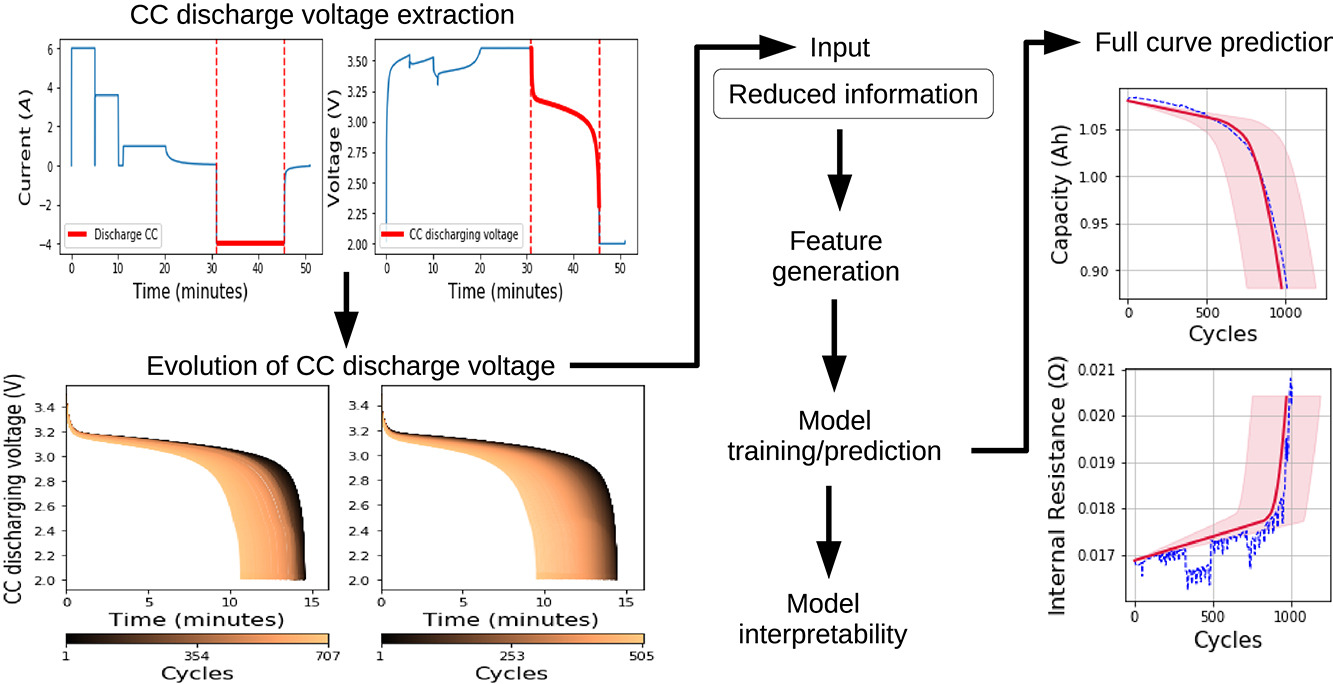 CC discharge voltage extraction
Current (A)
6
4
2
0
−2
−4
Discharge CC
0 10 20 30 40 50
Time (minutes)
Voltage (V)
3.50
3.25
3.00
2.75
3.50
2.25
2.00
CC discharging voltage
0 10 20 30 40 50
Time (minutes)
Evolution of CC discharge voltage
CC discharging voltage (V)
3.4
3.2
3.0
2.8
2.6
2.4
2.2
2.0
0 5 10 15
Time (minutes)
1 354 707
Cycles
3.4
3.2
3.0
2.8
2.6
2.4
2.2
2.0
0 5 10 15
Time (minutes)
1 253 505
Cycles
Input
Reduced information
Feature
generation
Model
training/prediction
Model
interpretability
Full curve prediction
Capacity (Ah)
1.05
1.00
0.95
0.90
0 500 1000
Cycles
Internal Resistance (Ω)
0.021
0.020
0.019
0.018
0.017
0 500 1000
Cycles